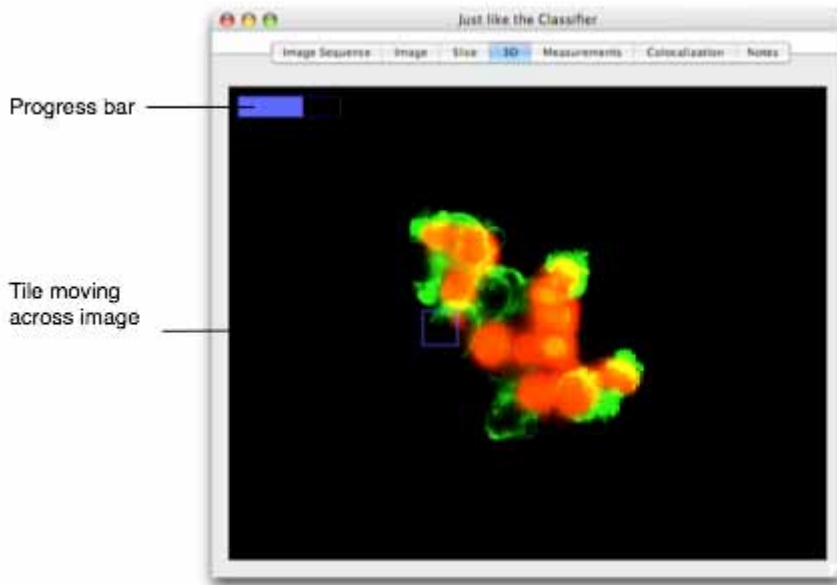 Just like the Classifier
Image Sequence Image Slice 3D Measurements Colocalization Notes
Progress bar
Tile moving
across image